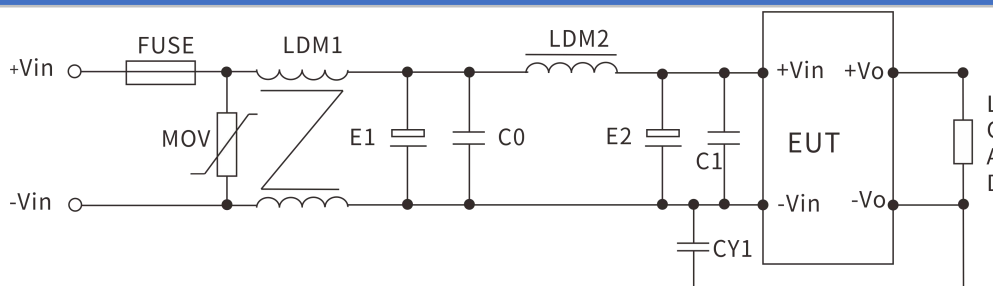 FUSE
LDM1
LDM2
+Vin
+Vin
+Vo
MOV
E1
C0
E2
C1
EUT
-Vin
-Vin
-Vo
CY1